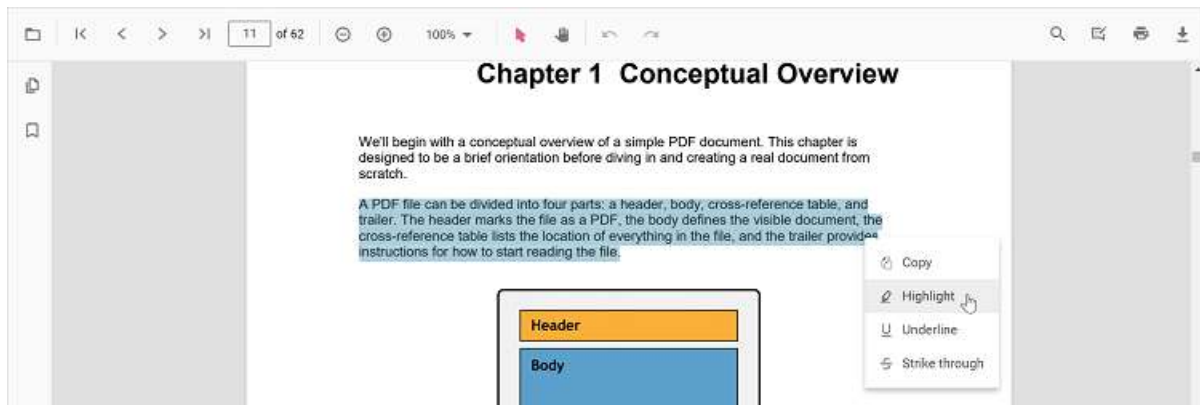 11 of 62 100%
Chapter 1 Conceptual Overview
We'll begin with a conceptual overview of a simple PDF document. This chapter is
designed to be a brief orientation before diving in and creating a real document from
scratch.
A PDF file can be divided into four parts: a header, body, cross-reference table, and
trailer. The header marks the file as a PDF, the body defines the visible document, the
cross-reference table lists the location of everything in the file, and the trailer provides
instructions for how to start reading the file.
Copy
Highlight
Underline
Strike through
Header
Body